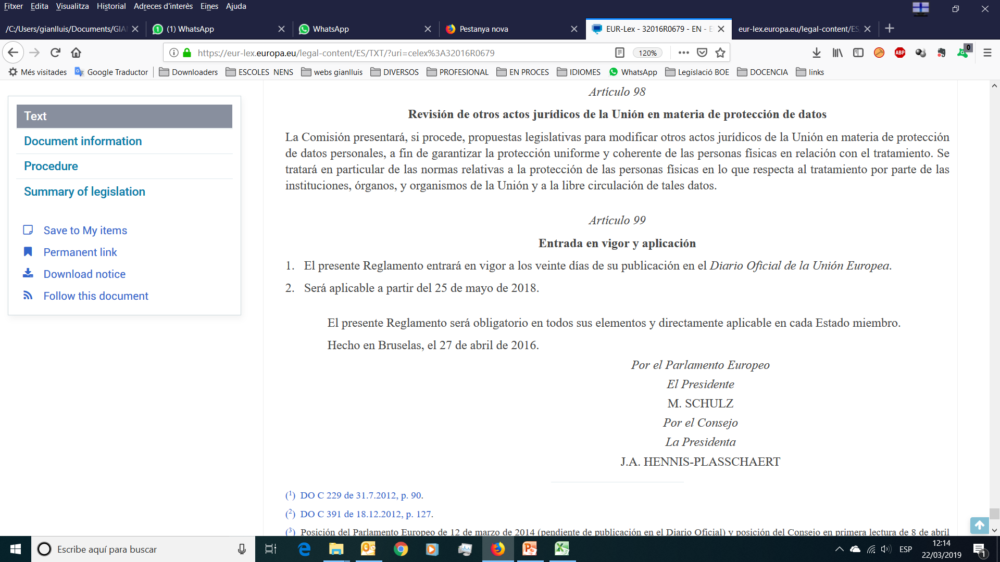 Fitxer Edita Visualitza Historial Adreces d'interès Eines Ajuda
/C:/Users/gianlluis/Documents/GIA
(1) WhatsApp
WhatsApp
Pestanya nova
EUR-Lex - 32016R0679 - EN - E
eur-lex.europa.eu/legal-content/ES
https://eur-lex.europa.eu/legal-content/ES/TXT/?uri=celex%3A32016R0679
120%
ABP
0
Més visitades Google Traductor Downloaders ESCOLES NENS webs gianlluis DIVERSOS PROFESIONAL EN PROCES IDIOMES WhatsApp Legislació BOE DOCENCIA links
Text
Document information
Procedure
Summary of legislation
Save to My items
Permanent link
Download notice
Follow this document
Artículo 98
Revisión de otros actos jurídicos de la Unión en materia de protección de datos
La Comisión presentará, si procede, propuestas legislativas para modificar otros actos jurídicos de la Unión en materia de protección
de datos personales, a fin de garantizar la protección uniforme y coherente de las personas físicas en relación con el tratamiento. Se
tratará en particular de las normas relativas a la protección de las personas físicas en lo que respecta al tratamiento por parte de las
instituciones, órganos, y organismos de la Unión y a la libre circulación de tales datos.
Artículo 99
Entrada en vigor y aplicación
1. El presente Reglamento entrará en vigor a los veinte días de su publicación en el Diario Oficial de la Unión Europea.
2. Será aplicable a partir del 25 de mayo de 2018.
El presente Reglamento será obligatorio en todos sus elementos y directamente aplicable en cada Estado miembro.
Hecho en Bruselas, el 27 de abril de 2016.
Por el Parlamento Europeo
El Presidente
M. SCHULZ
Por el Consejo
La Presidenta
J.A. HENNIS-PLASSCHAERT
(1) DO C 229 de 31.7.2012, p. 90.
(2) DO C 391 de 18.12.2012, p. 127.
(3) Posición del Parlamento Europeo de 12 de marzo de 2014 (pendiente de publicación en el Diario Oficial) y posición del Consejo en primera lectura de 8 de abril
Escribe aquí para buscar
ESP
12:14
22/03/2019
1